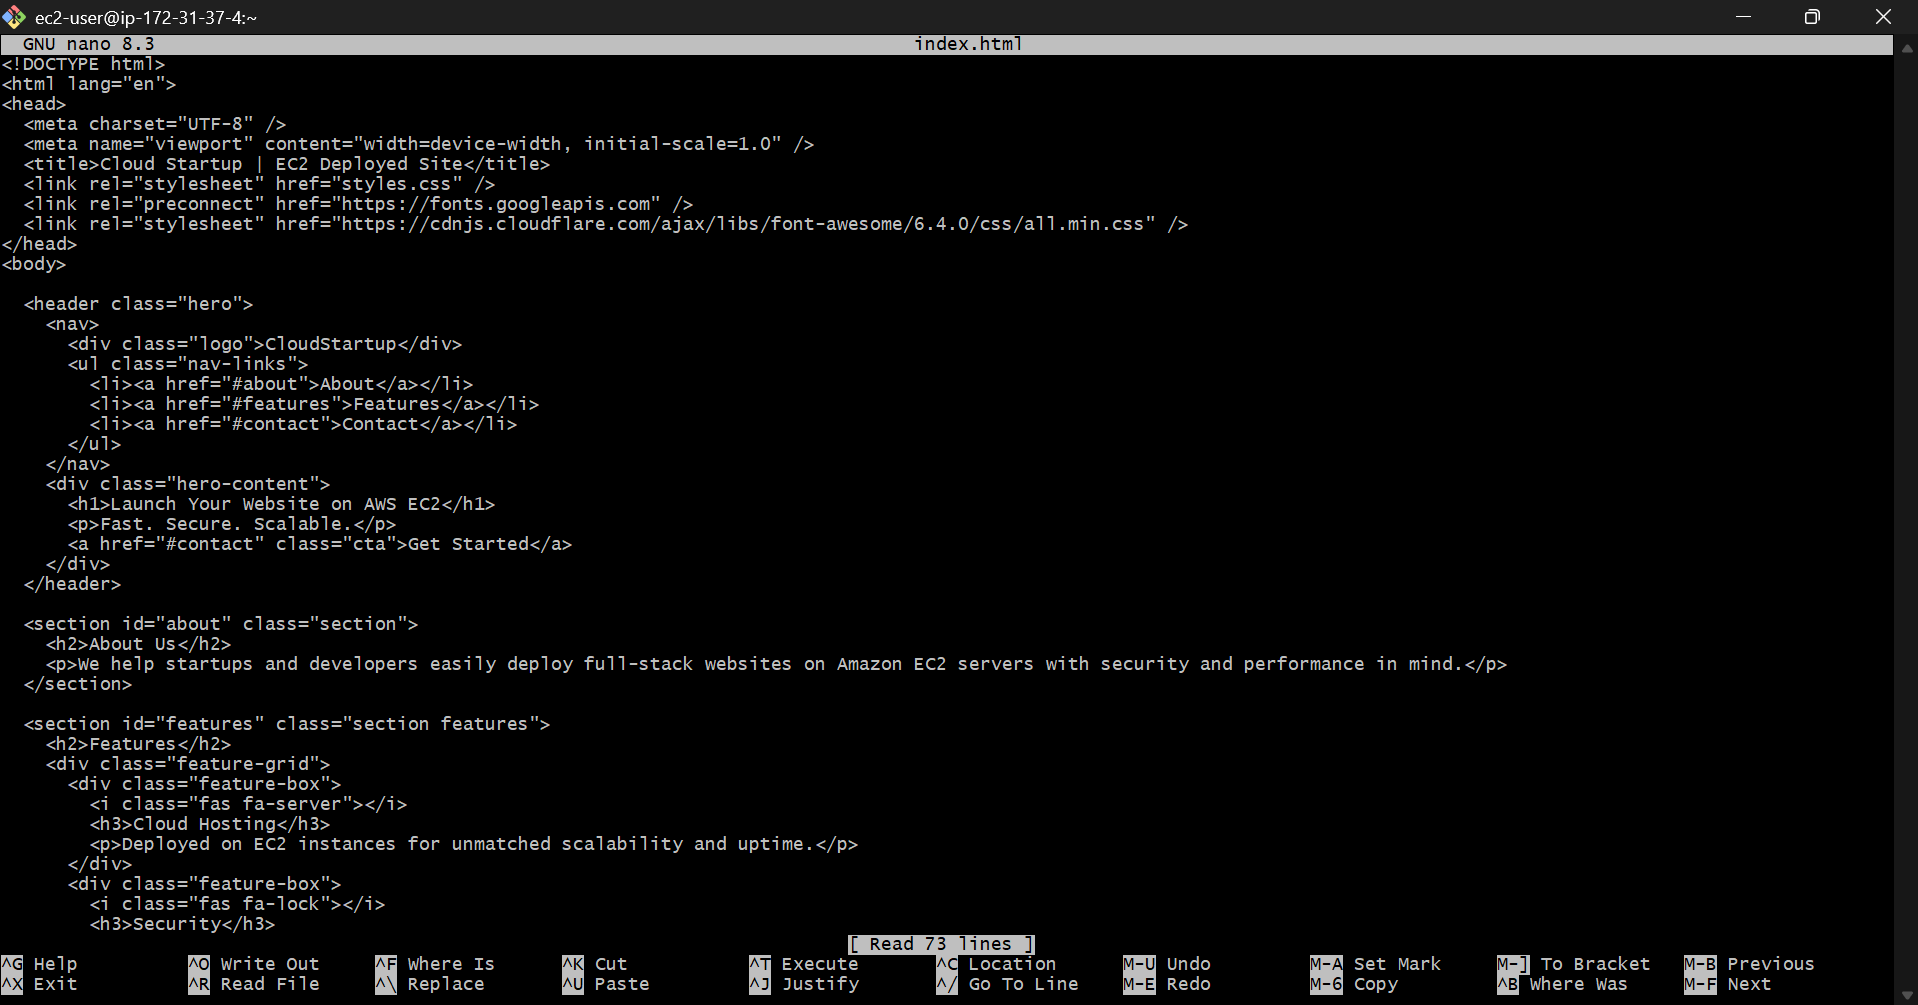 ec2-user@ip-172-31-37-4:~
GNU nano 8.3 index.html
<!DOCTYPE html>
<html lang="en">
<head>
  <meta charset="UTF-8" />
  <meta name="viewport" content="width=device-width, initial-scale=1.0" />
  <title>Cloud Startup | EC2 Deployed Site</title>
  <link rel="stylesheet" href="styles.css" />
  <link rel="preconnect" href="https://fonts.googleapis.com" />
  <link rel="stylesheet" href="https://cdnjs.cloudflare.com/ajax/libs/font-awesome/6.4.0/css/all.min.css" />
</head>
<body>

  <header class="hero">
    <nav>
      <div class="logo">CloudStartup</div>
      <ul class="nav-links">
        <li><a href="#about">About</a></li>
        <li><a href="#features">Features</a></li>
        <li><a href="#contact">Contact</a></li>
      </ul>
    </nav>
    <div class="hero-content">
      <h1>Launch Your Website on AWS EC2</h1>
      <p>Fast. Secure. Scalable.</p>
      <a href="#contact" class="cta">Get Started</a>
    </div>
  </header>

  <section id="about" class="section">
    <h2>About Us</h2>
    <p>We help startups and developers easily deploy full-stack websites on Amazon EC2 servers with security and performance in mind.</p>
  </section>

  <section id="features" class="section features">
    <h2>Features</h2>
    <div class="feature-grid">
      <div class="feature-box">
        <i class="fas fa-server"></i>
        <h3>Cloud Hosting</h3>
        <p>Deployed on EC2 instances for unmatched scalability and uptime.</p>
      </div>
      <div class="feature-box">
        <i class="fas fa-lock"></i>
        <h3>Security</h3>
[ Read 73 lines ]
^G Help ^O Write Out ^F Where Is ^K Cut ^T Execute ^C Location M-U Undo M-A Set Mark M-] To Bracket M-B Previous
^X Exit ^R Read File ^\ Replace ^U Paste ^J Justify ^/ Go To Line M-E Redo M-6 Copy ^B Where Was M-F Next